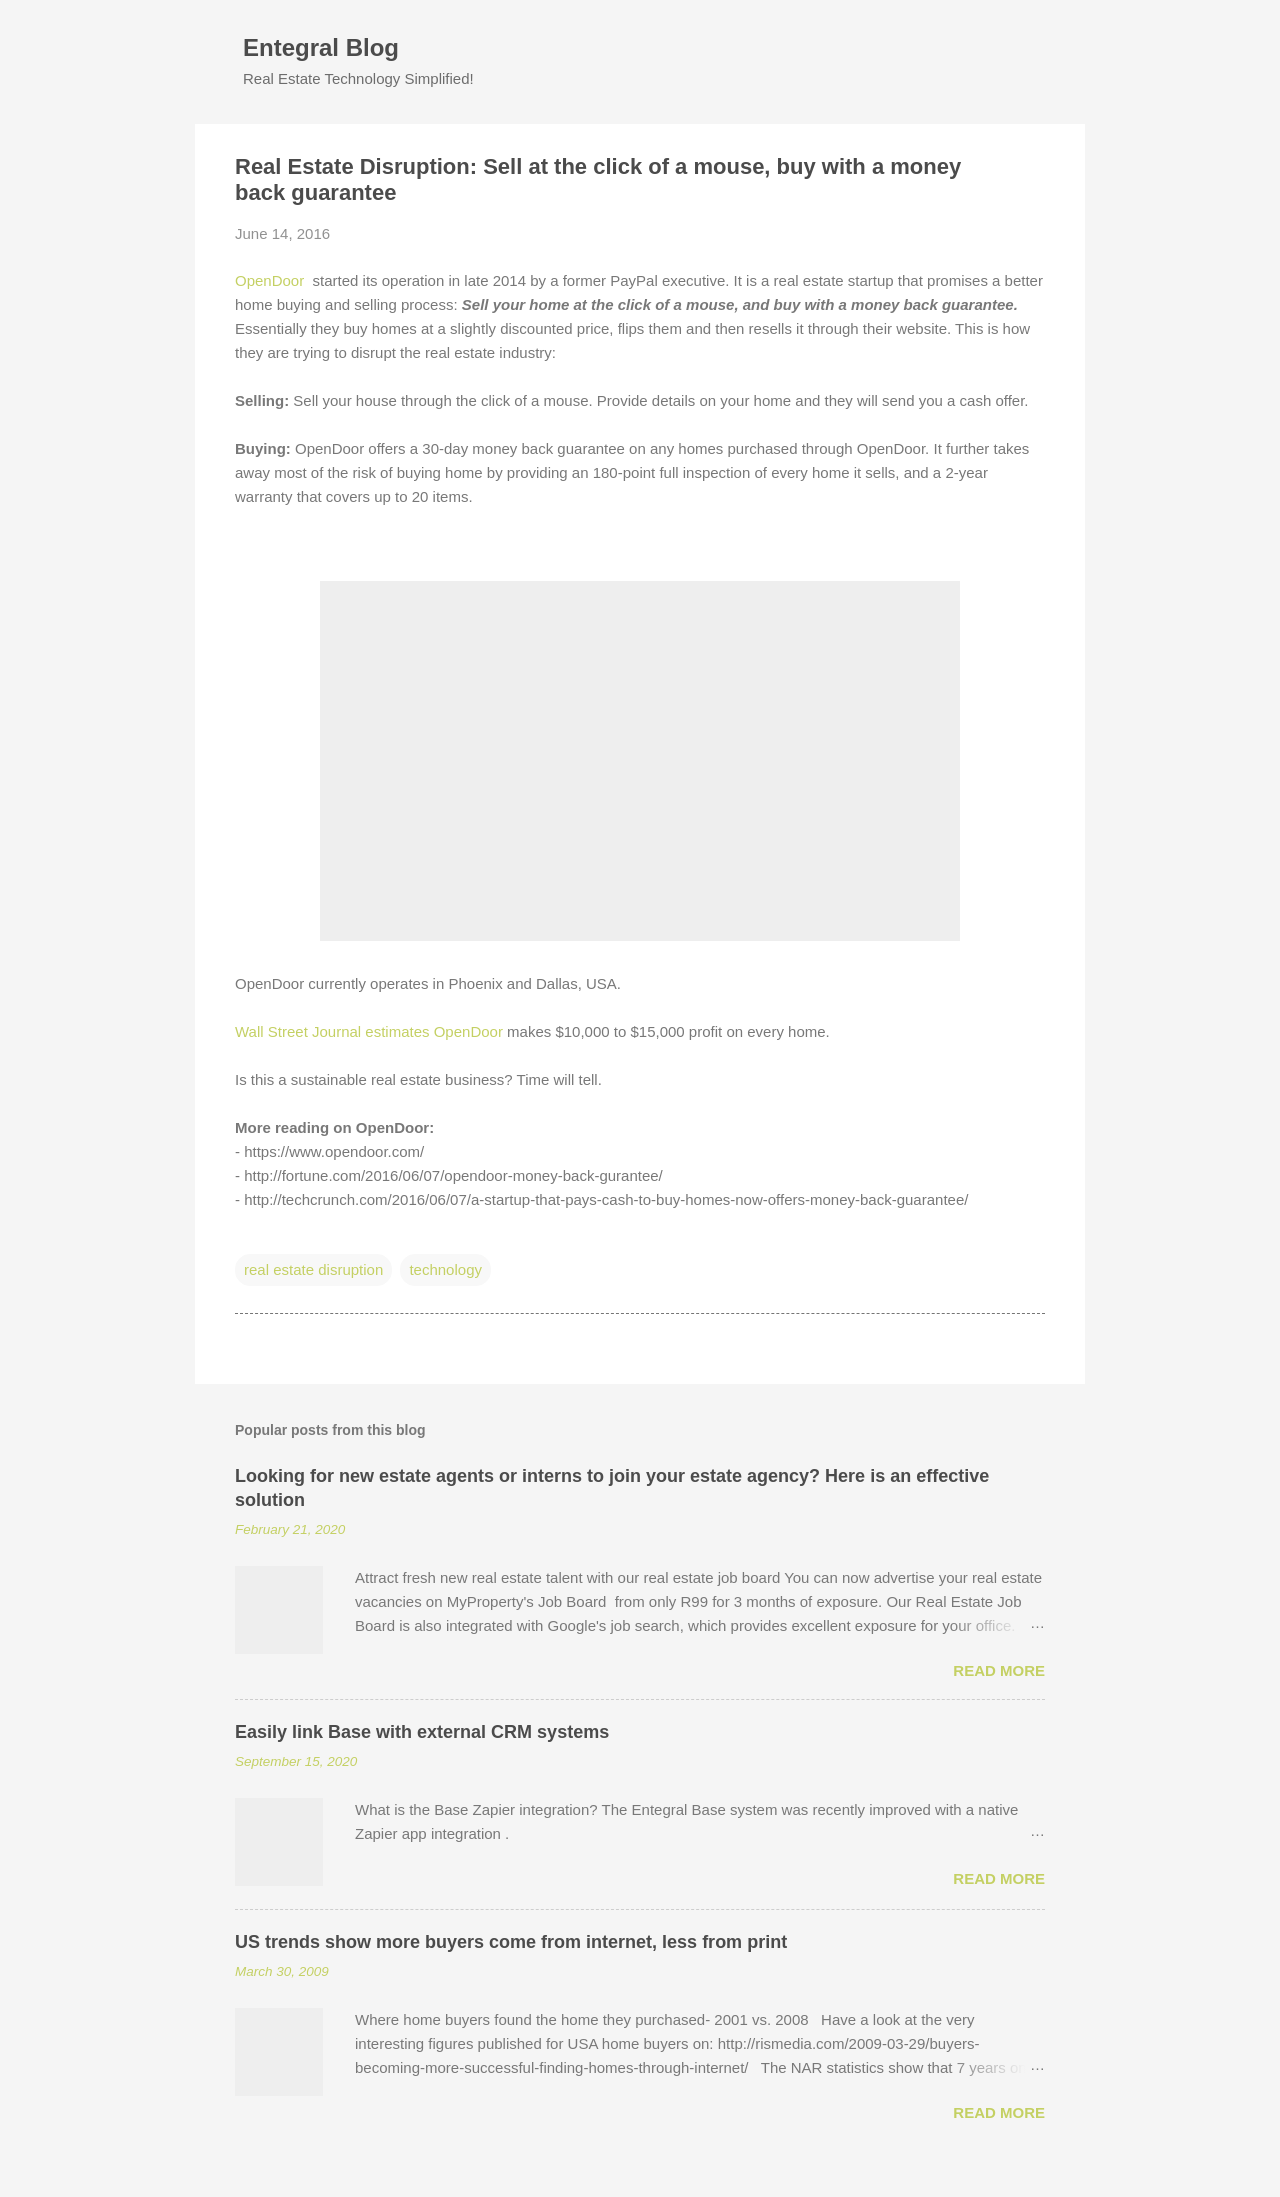 Entegral Blog
Real Estate Technology Simplified!
Real Estate Disruption: Sell at the click of a mouse, buy with a money
back guarantee
June 14, 2016
OpenDoor  started its operation in late 2014 by a former PayPal executive. It is a real estate startup that promises a better
home buying and selling process: Sell your home at the click of a mouse, and buy with a money back guarantee.
Essentially they buy homes at a slightly discounted price, flips them and then resells it through their website. This is how
they are trying to disrupt the real estate industry:
Selling: Sell your house through the click of a mouse. Provide details on your home and they will send you a cash offer.
Buying: OpenDoor offers a 30-day money back guarantee on any homes purchased through OpenDoor. It further takes
away most of the risk of buying home by providing an 180-point full inspection of every home it sells, and a 2-year
warranty that covers up to 20 items.
OpenDoor currently operates in Phoenix and Dallas, USA.
Wall Street Journal estimates OpenDoor makes $10,000 to $15,000 profit on every home.
Is this a sustainable real estate business? Time will tell.
More reading on OpenDoor:
- https://www.opendoor.com/
- http://fortune.com/2016/06/07/opendoor-money-back-gurantee/
- http://techcrunch.com/2016/06/07/a-startup-that-pays-cash-to-buy-homes-now-offers-money-back-guarantee/
real estate disruption technology
Popular posts from this blog
Looking for new estate agents or interns to join your estate agency? Here is an effective
solution
February 21, 2020
Attract fresh new real estate talent with our real estate job board You can now advertise your real estate
vacancies on MyProperty's Job Board  from only R99 for 3 months of exposure. Our Real Estate Job
Board is also integrated with Google's job search, which provides excellent exposure for your office. …
READ MORE
Easily link Base with external CRM systems
September 15, 2020
What is the Base Zapier integration? The Entegral Base system was recently improved with a native
Zapier app integration . …
READ MORE
US trends show more buyers come from internet, less from print
March 30, 2009
Where home buyers found the home they purchased- 2001 vs. 2008   Have a look at the very
interesting figures published for USA home buyers on: http://rismedia.com/2009-03-29/buyers-
becoming-more-successful-finding-homes-through-internet/   The NAR statistics show that 7 years …
READ MORE